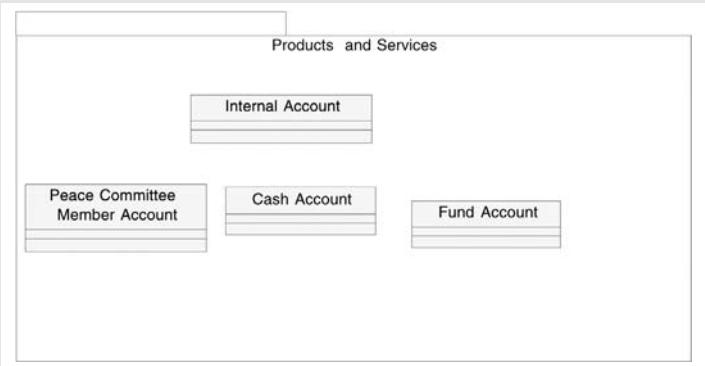 Products and Services
Internal Account
Peace Committee
Member Account
Cash Account
Fund Account